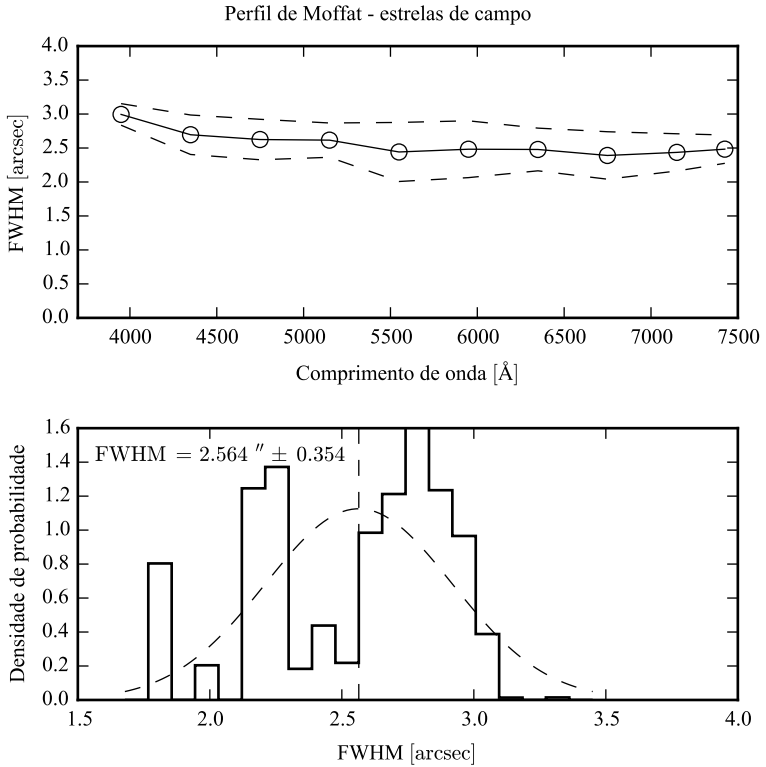 Perfil de Moffat - estrelas de campo
4.0
3.5
3.0
2.5
2.0
1.5
1.0
0.5
0.0
FWHM [arcsec]
4000 4500 5000 5500 6000 6500 7000 7500
Comprimento de onda [Å]
1.6
1.4
1.2
1.0
0.8
0.6
0.4
0.2
0.0
Densidade de probabilidade
FWHM = 2.564 ″ ± 0.354
1.5 2.0 2.5 3.0 3.5 4.0
FWHM [arcsec]